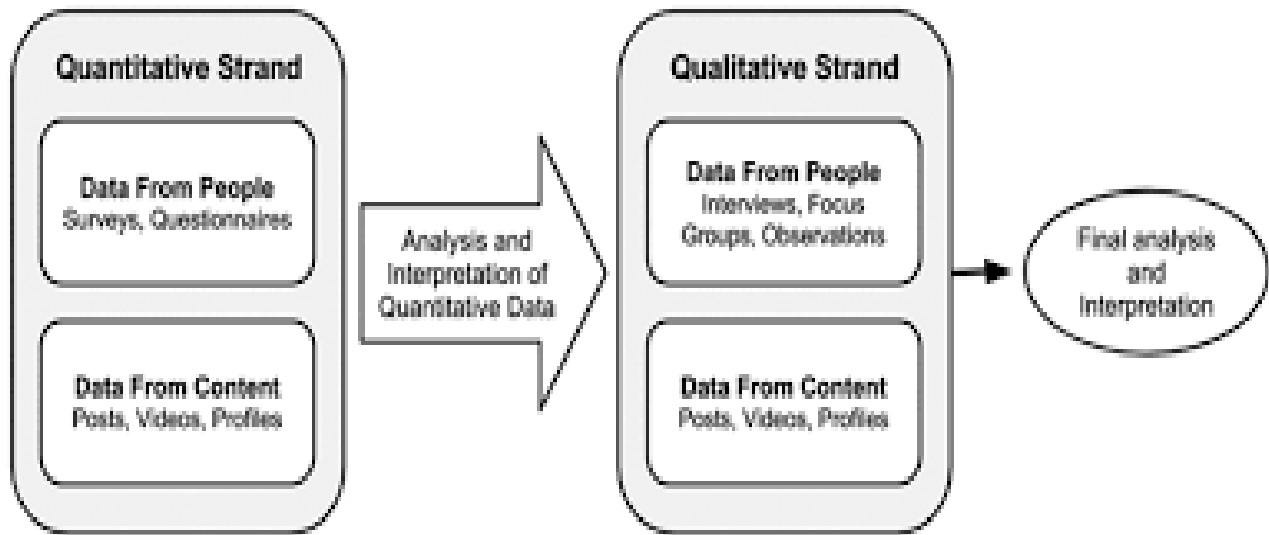 Quantitative Strand
Data From People
Surveys, Questionnaires
Data From Content
Posts, Videos, Profiles
Analysis and
Interpretation of
Quantitative Data
Qualitative Strand
Data From People
Interviews, Focus
Groups, Observations
Data From Content
Posts, Videos, Profiles
Final analysis
and
Interpretation